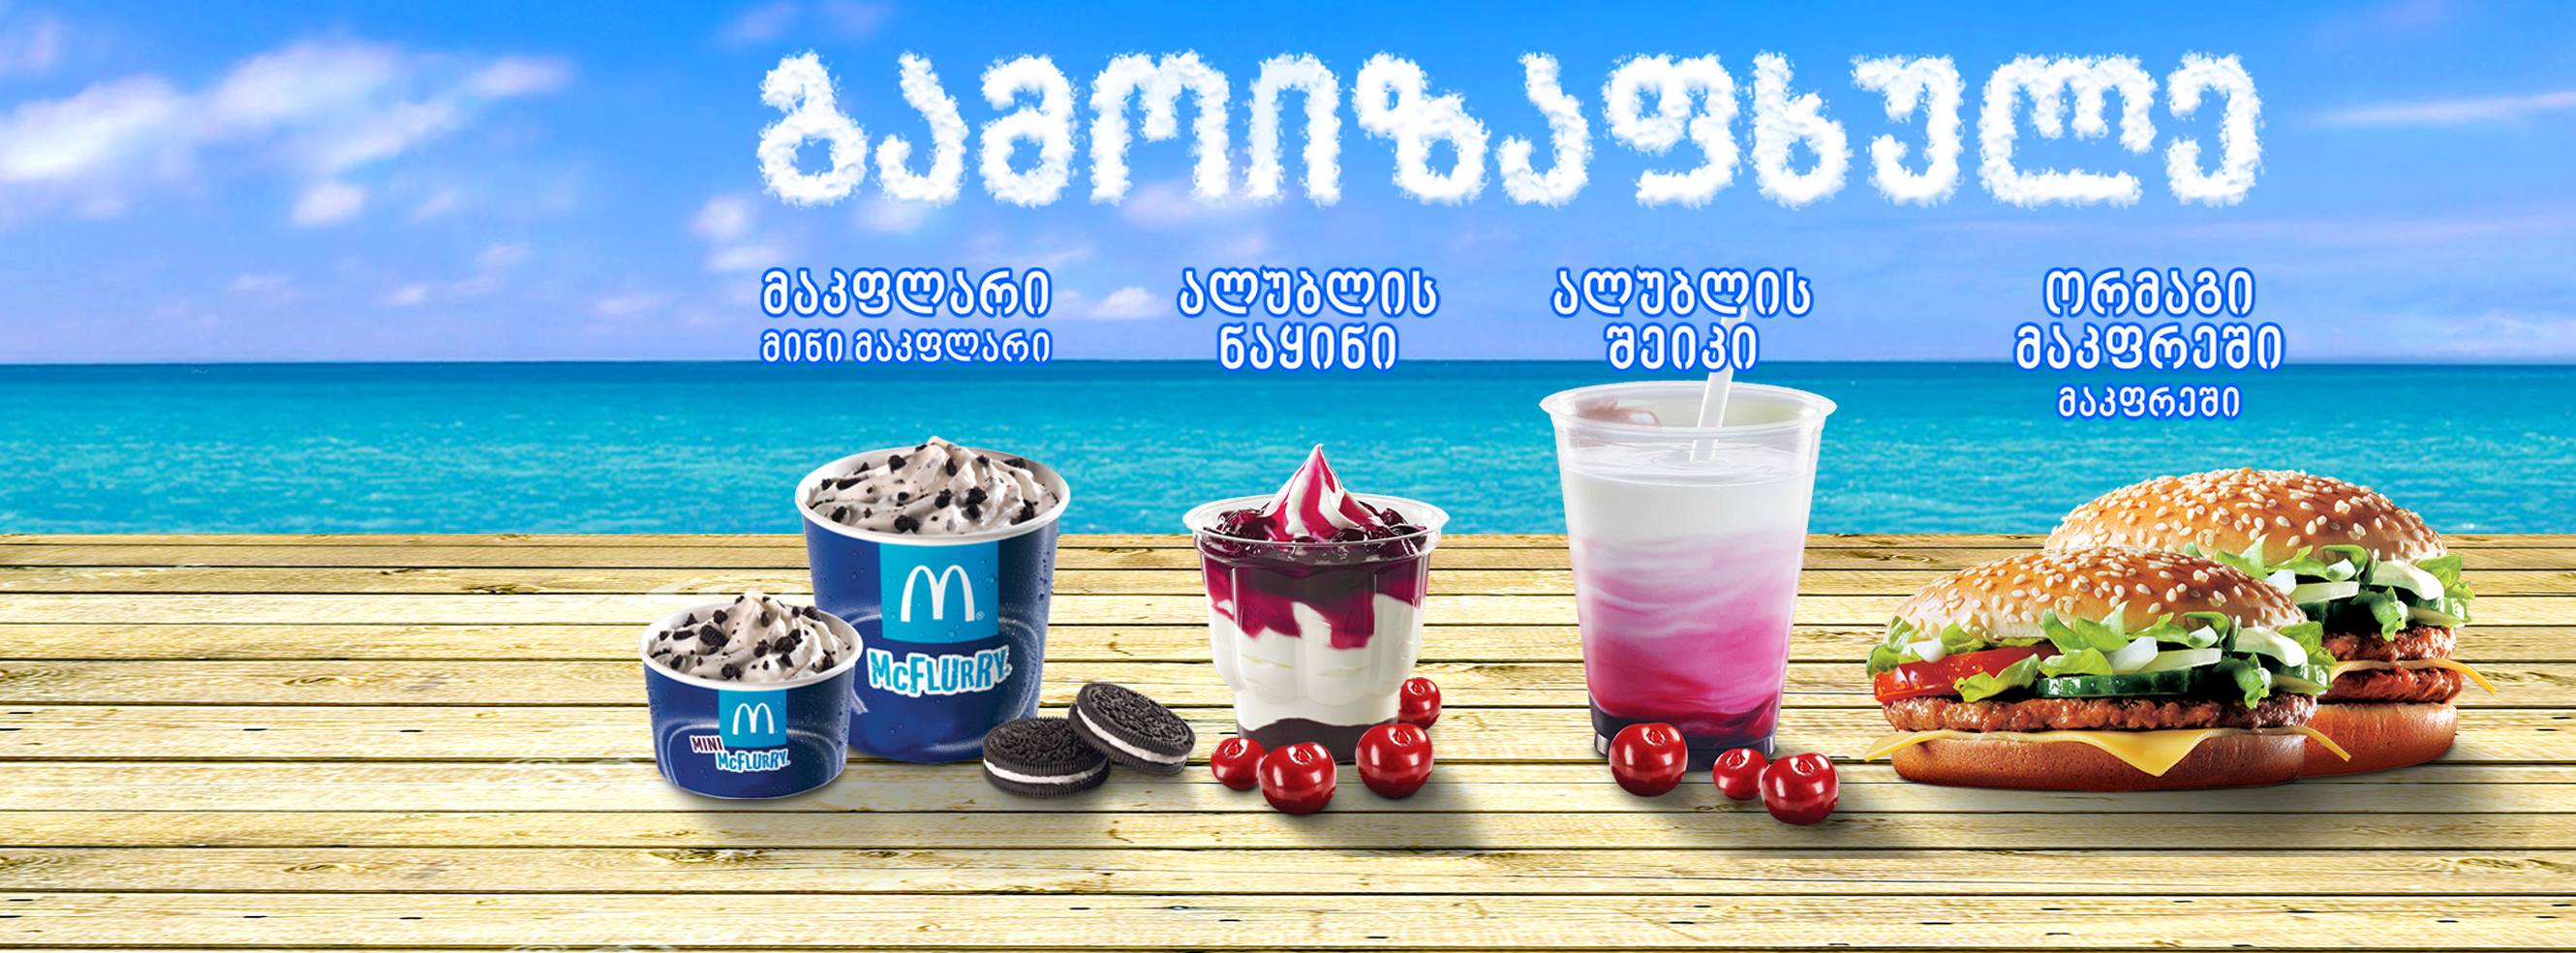 გამოიზაფხულე
მაკფლარი
მინი მაკფლარი
ალუბლის
ნაყინი
ალუბლის
შეიკი
ორმაგი
მაკფრეში
მაკფრეში
McFLURRY
MINI
McFLURRY